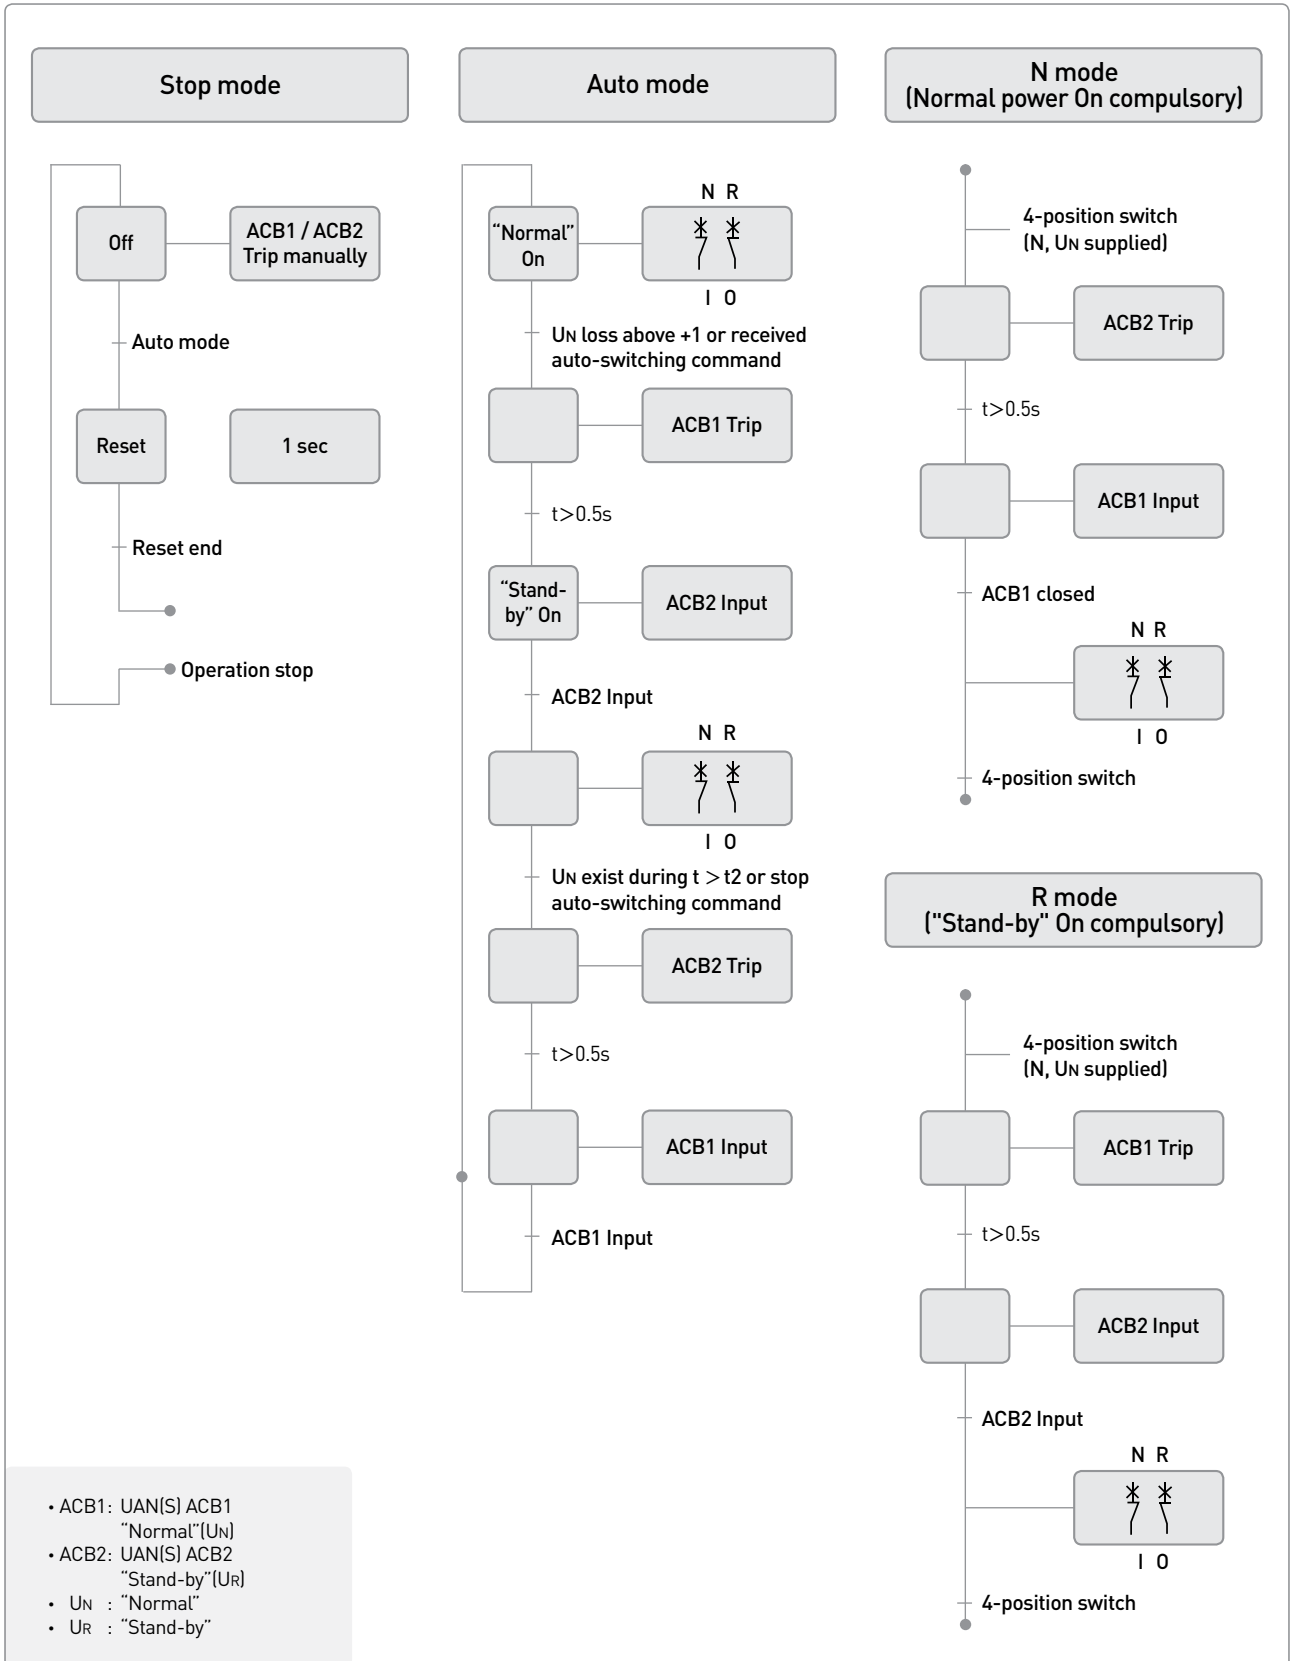 Stop mode
Off
ACB1 / ACB2
Trip manually
Auto mode
Reset
1 sec
Reset end
Operation stop
Auto mode
“Normal”
On
N R
I O
UN loss above +1 or received
auto-switching command
ACB1 Trip
t>0.5s
“Stand-
by” On
ACB2 Input
ACB2 Input
N R
I O
UN exist during t > t2 or stop
auto-switching command
ACB2 Trip
t>0.5s
ACB1 Input
ACB1 Input
N mode
(Normal power On compulsory)
4-position switch
(N, UN supplied)
ACB2 Trip
t>0.5s
ACB1 Input
ACB1 closed
N R
I O
4-position switch
R mode
("Stand-by" On compulsory)
4-position switch
(N, UN supplied)
ACB1 Trip
t>0.5s
ACB2 Input
ACB2 Input
N R
I O
4-position switch
• ACB1: UAN(S) ACB1
“Normal”(UN)
• ACB2: UAN(S) ACB2
“Stand-by”(UR)
• UN : “Normal”
• UR : “Stand-by”